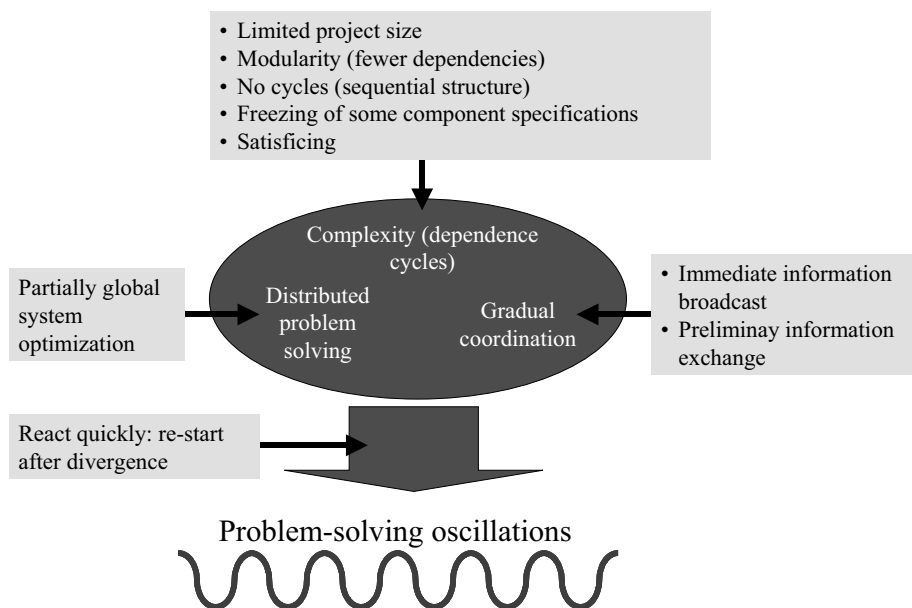 • Limited project size
• Modularity (fewer dependencies)
• No cycles (sequential structure)
• Freezing of some component specifications
• Satisficing
Complexity (dependence
cycles)
Partially global
system
optimization
Distributed
problem
solving
Gradual
coordination
• Immediate information
broadcast
• Preliminay information
exchange
React quickly: re-start
after divergence
Problem-solving oscillations